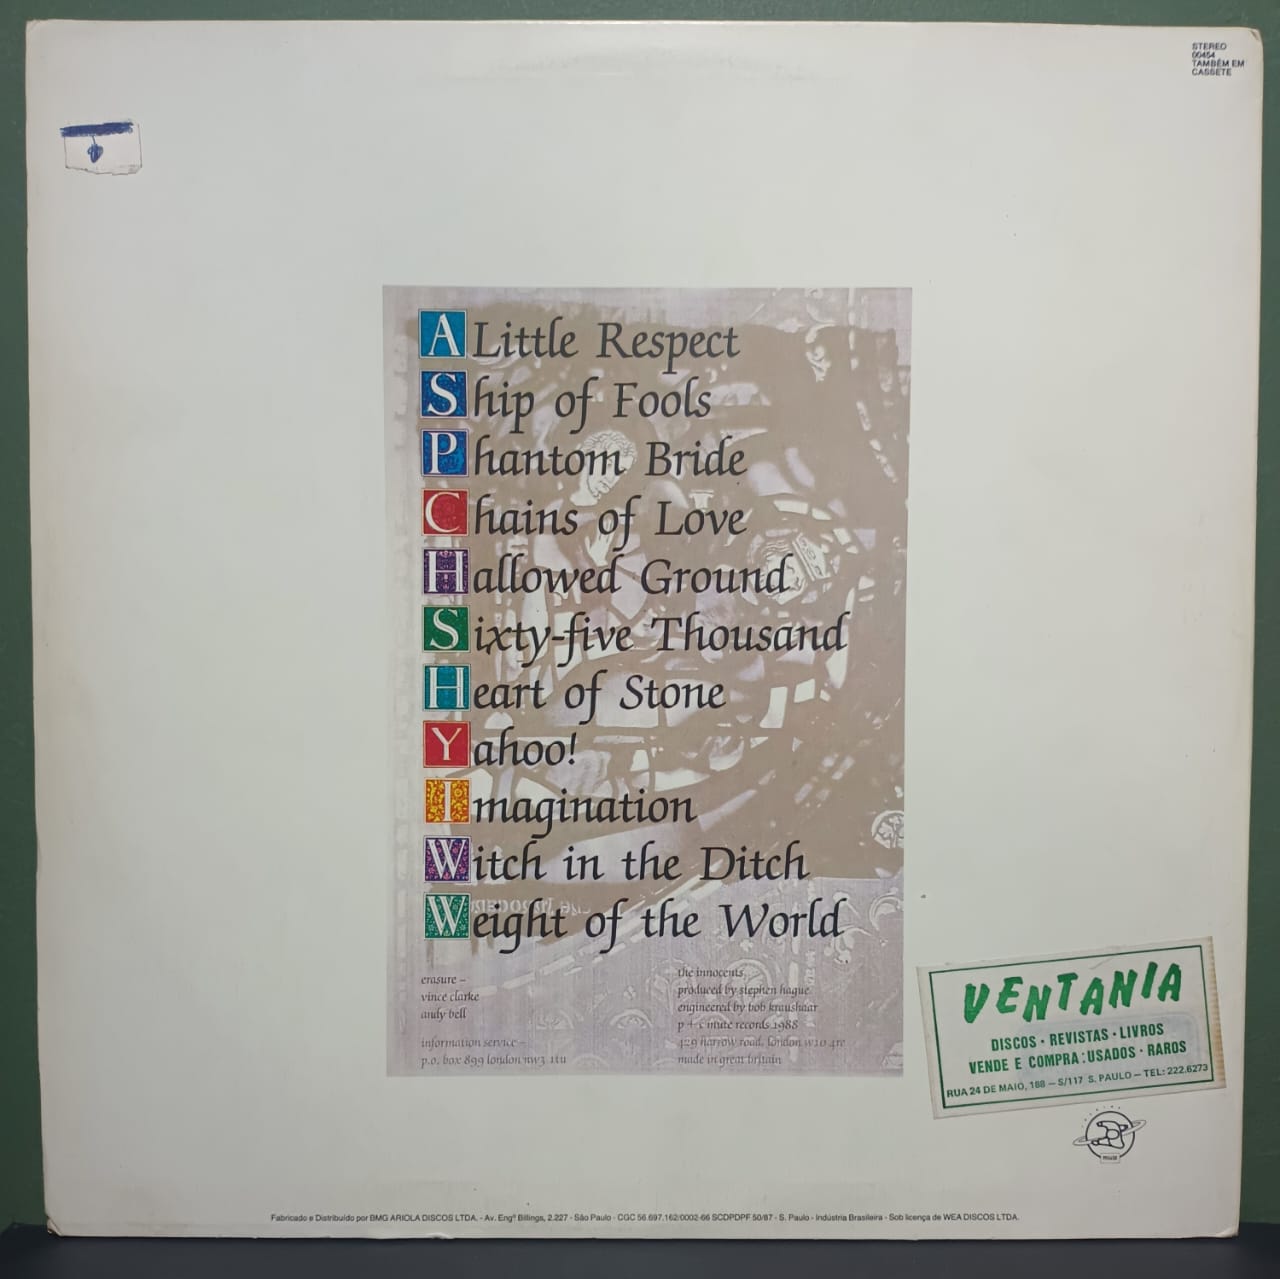 STEREO
00454
TAMBÉM EM
CASSETE
A Little Respect
Ship of Fools
Phantom Bride
Chains of Love
Hallowed Ground
Sixty-five Thousand
Heart of Stone
Yahoo!
Imagination
Witch in the Ditch
Weight of the World
erasure –
vince clarke
andy bell
information service –
p.o. box 899 london nw3 1tu
the innocents.
produced by stephen hague
engineered by bob kraushaar
p + c mute records 1988
429 harrow road, london w10 4re
made in great britain
VENTANIA
DISCOS · REVISTAS · LIVROS
VENDE E COMPRA : USADOS · RAROS
RUA 24 DE MAIO, 188 – S/117 S. PAULO – TEL: 222.6273
mute
Fabricado e Distribuído por BMG ARIOLA DISCOS LTDA. - Av. Engº Billings, 2.227 - São Paulo - CGC 56.697.162/0002-66 SCDPDPF 50/87 - S. Paulo - Indústria Brasileira - Sob licença de WEA DISCOS LTDA.